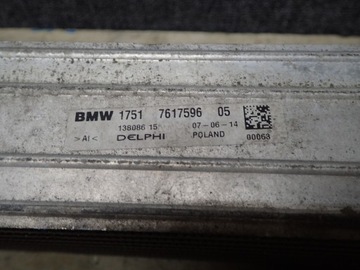 BMW 1751 7617596 05
138086 15 07-06-14
>Al< DELPHI POLAND 00063